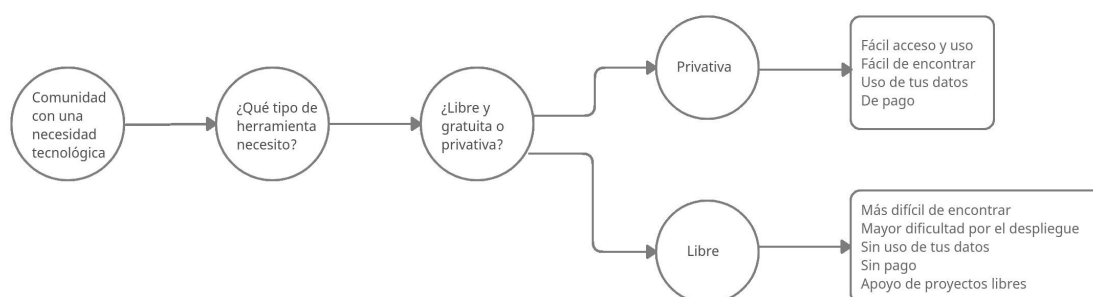 Comunidad
con una
necesidad
tecnológica
¿Qué tipo de
herramienta
necesito?
¿Libre y
gratuita o
privativa?
Privativa
Fácil acceso y uso
Fácil de encontrar
Uso de tus datos
De pago
Libre
Más difícil de encontrar
Mayor dificultad por el despliegue
Sin uso de tus datos
Sin pago
Apoyo de proyectos libres